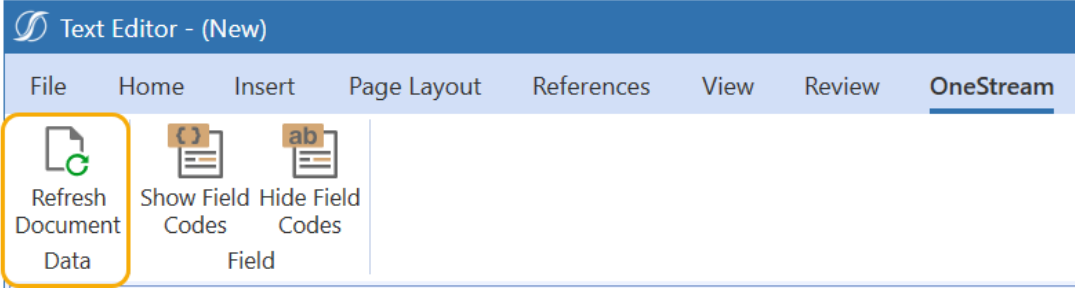 Text Editor - (New)
File Home Insert Page Layout References View Review OneStream
{ } ab
Refresh Show Field Hide Field
Document Codes Codes
Data Field